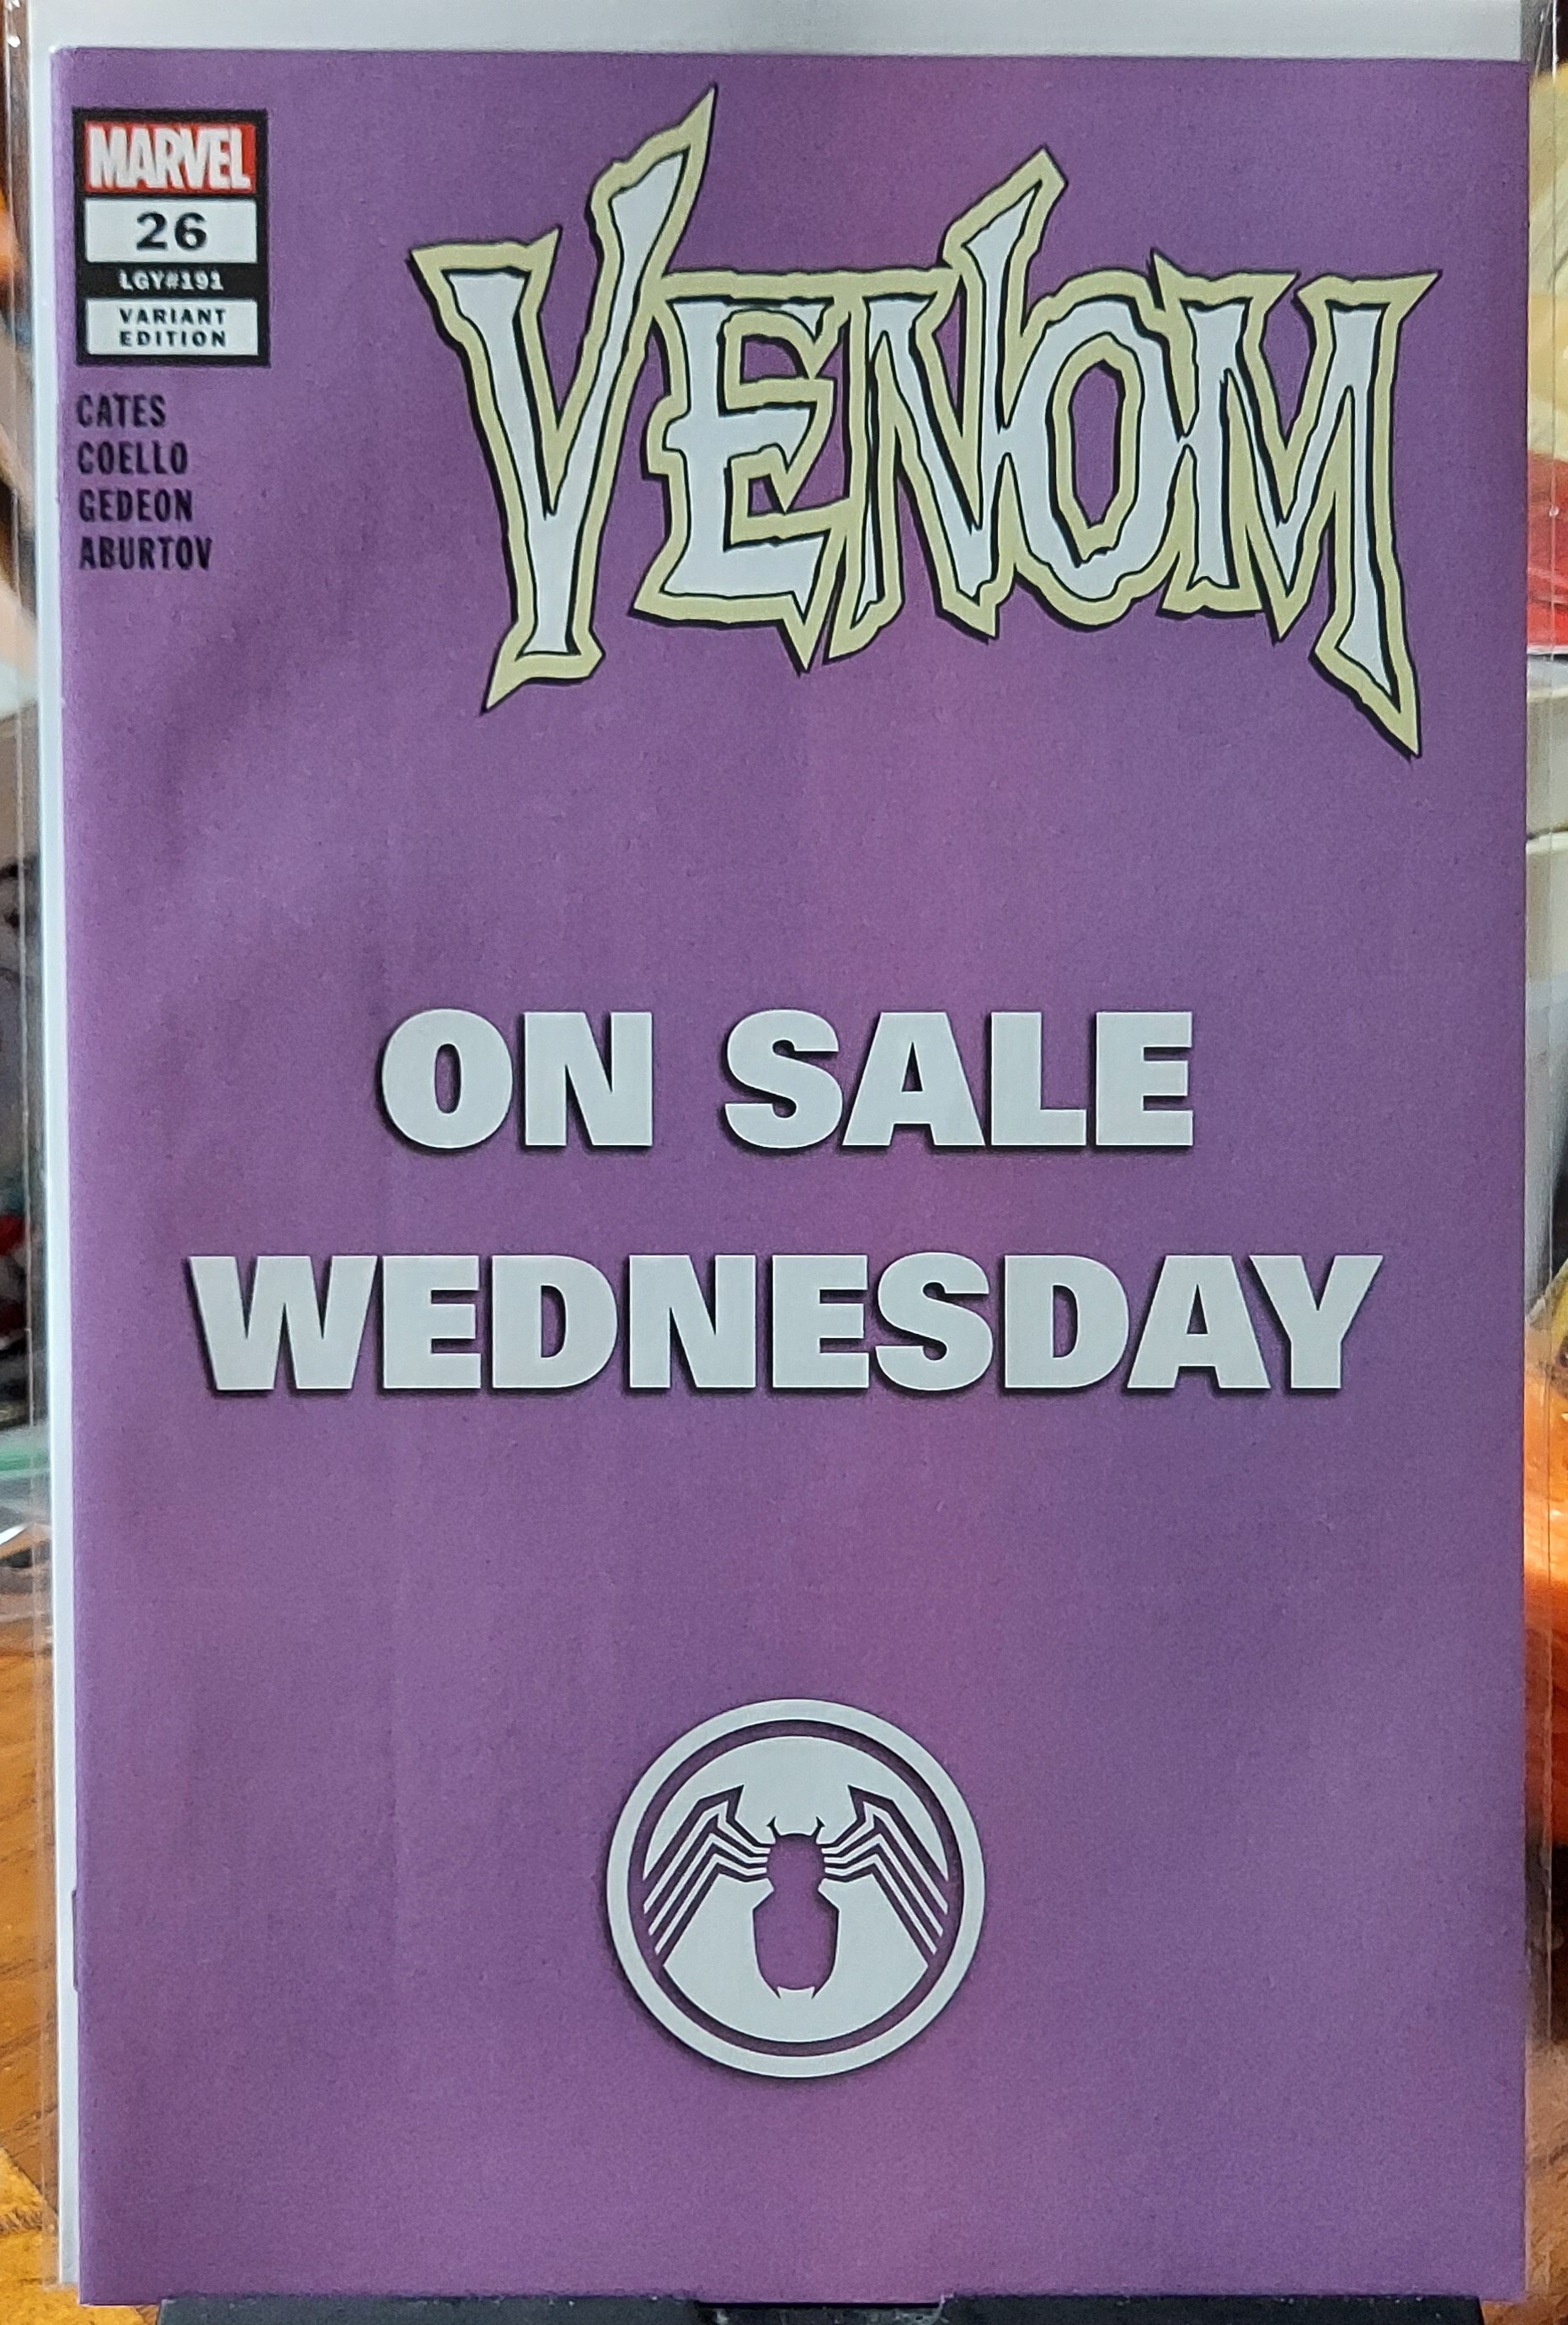 MARVEL
26
LGY#191
VARIANT
EDITION
CATES
COELLO
GEDEON
ABURTOV
VENOM
ON SALE
WEDNESDAY